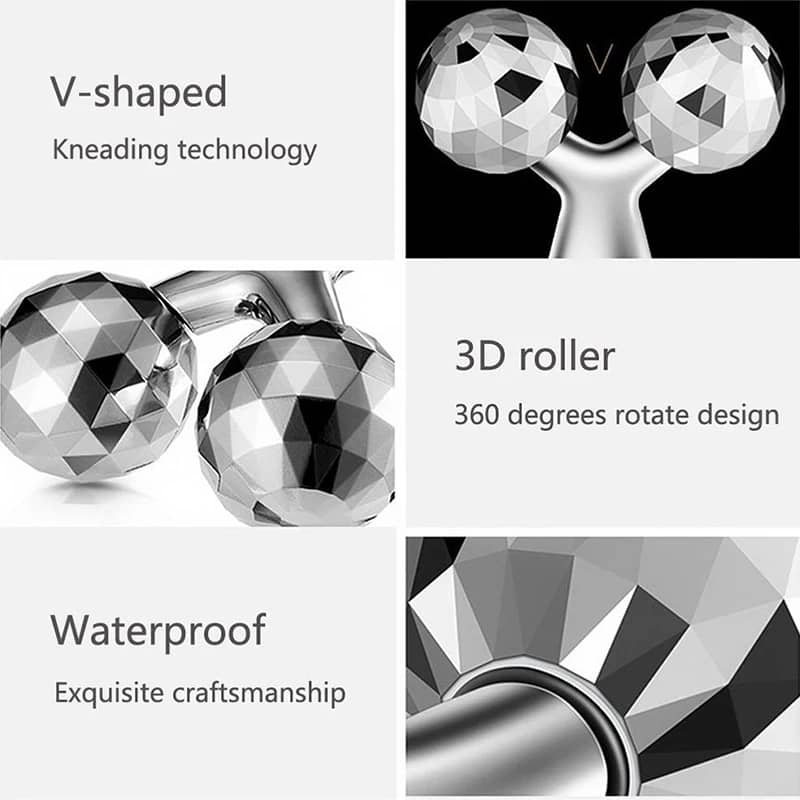 V-shaped
Kneading technology
V
3D roller
360 degrees rotate design
Waterproof
Exquisite craftsmanship